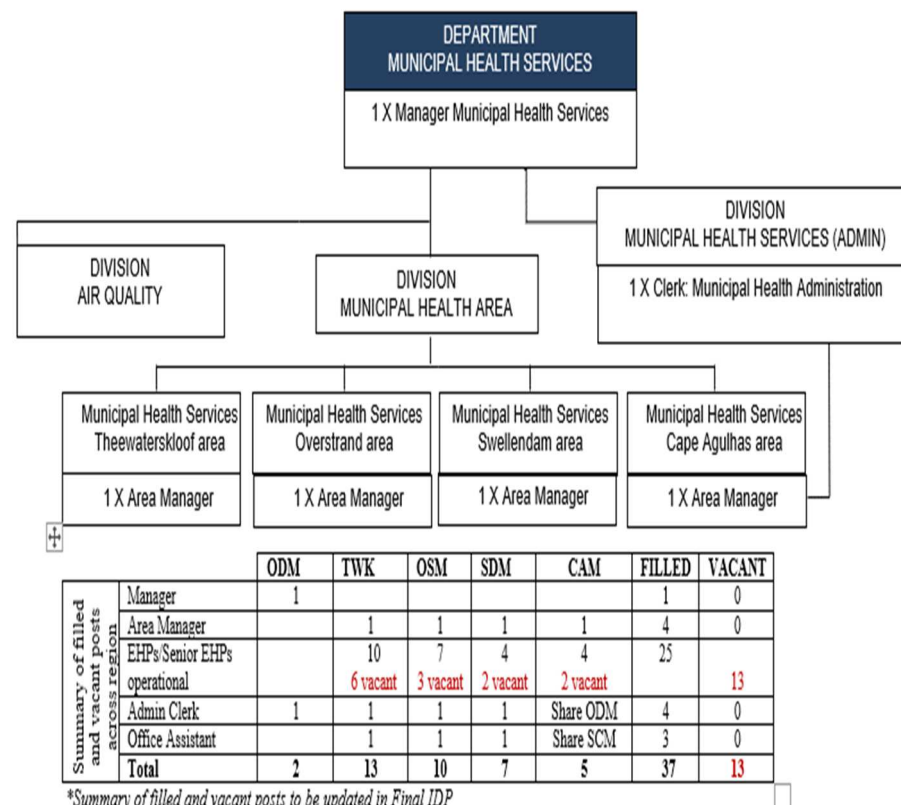 DEPARTMENT
MUNICIPAL HEALTH SERVICES
1 X Manager Municipal Health Services
DIVISION
MUNICIPAL HEALTH SERVICES (ADMIN)
1 X Clerk: Municipal Health Administration
DIVISION
AIR QUALITY
DIVISION
MUNICIPAL HEALTH AREA
Municipal Health Services
Theewaterskloof area
1 X Area Manager
Municipal Health Services
Overstrand area
1 X Area Manager
Municipal Health Services
Swellendam area
1 X Area Manager
Municipal Health Services
Cape Agulhas area
1 X Area Manager
Summary of filled
and vacant posts
across region
ODM TWK OSM SDM CAM FILLED VACANT
Manager 1 1 0
Area Manager 1 1 1 1 4 0
EHPs/Senior EHPs 10 7 4 4 25
operational 6 vacant 3 vacant 2 vacant 2 vacant 13
Admin Clerk 1 1 1 1 Share ODM 4 0
Office Assistant 1 1 1 Share SCM 3 0
Total 2 13 10 7 5 37 13
*Summary of filled and vacant posts to be updated in Final IDP